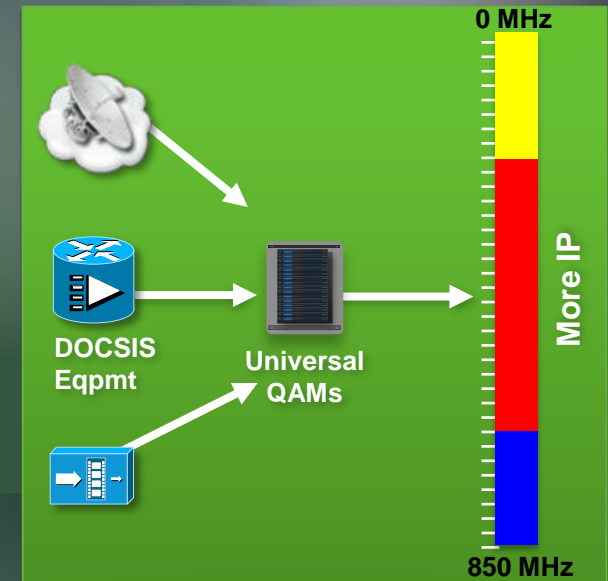 0 MHz
DOCSIS
Eqpmt
Universal
QAMs
More IP
850 MHz